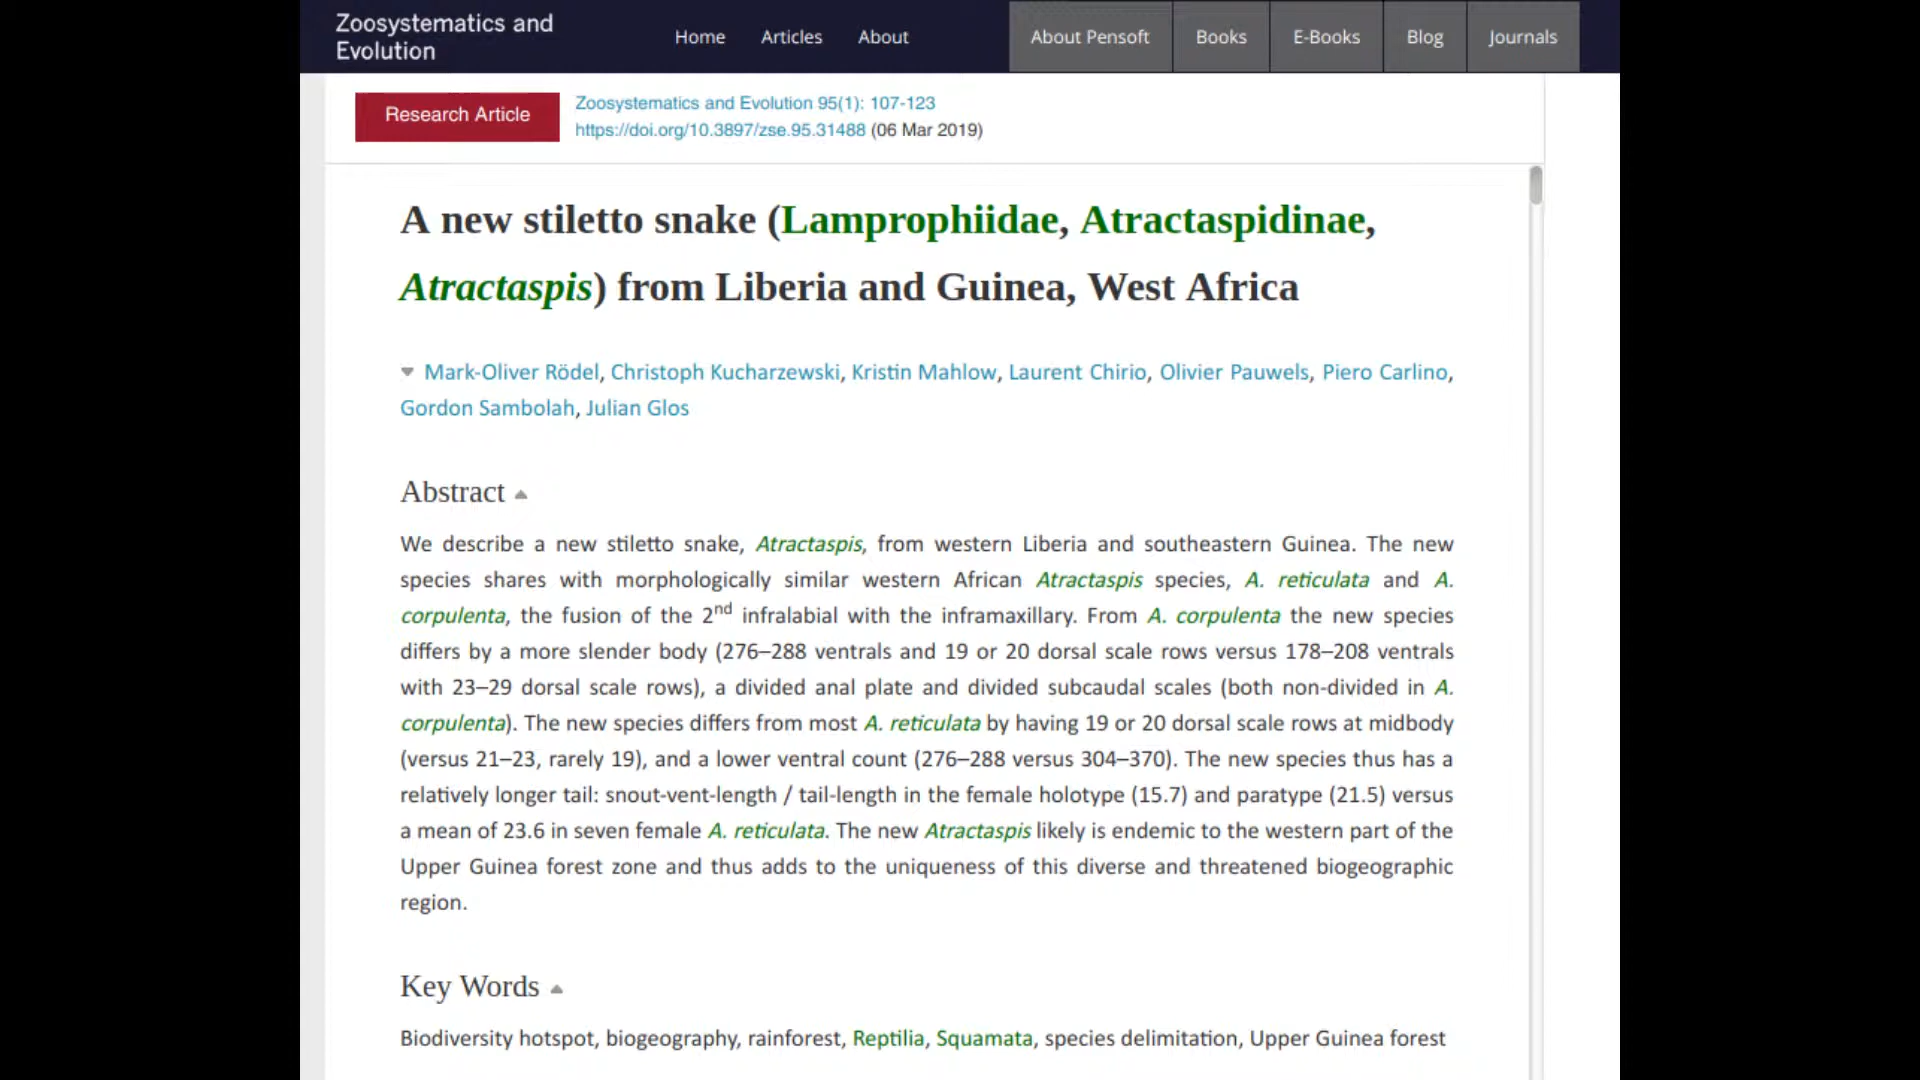 Zoosystematics and
Evolution
Home Articles About About Pensoft Books E-Books Blog Journals
Research Article
Zoosystematics and Evolution 95(1): 107-123
https://doi.org/10.3897/zse.95.31488 (06 Mar 2019)
A new stiletto snake (Lamprophiidae, Atractaspidinae,
Atractaspis) from Liberia and Guinea, West Africa
Mark-Oliver Rödel, Christoph Kucharzewski, Kristin Mahlow, Laurent Chirio, Olivier Pauwels, Piero Carlino,
Gordon Sambolah, Julian Glos
Abstract
We describe a new stiletto snake, Atractaspis, from western Liberia and southeastern Guinea. The new
species shares with morphologically similar western African Atractaspis species, A. reticulata and A.
corpulenta, the fusion of the 2nd infralabial with the inframaxillary. From A. corpulenta the new species
differs by a more slender body (276–288 ventrals and 19 or 20 dorsal scale rows versus 178–208 ventrals
with 23–29 dorsal scale rows), a divided anal plate and divided subcaudal scales (both non-divided in A.
corpulenta). The new species differs from most A. reticulata by having 19 or 20 dorsal scale rows at midbody
(versus 21–23, rarely 19), and a lower ventral count (276–288 versus 304–370). The new species thus has a
relatively longer tail: snout-vent-length / tail-length in the female holotype (15.7) and paratype (21.5) versus
a mean of 23.6 in seven female A. reticulata. The new Atractaspis likely is endemic to the western part of the
Upper Guinea forest zone and thus adds to the uniqueness of this diverse and threatened biogeographic
region.
Key Words
Biodiversity hotspot, biogeography, rainforest, Reptilia, Squamata, species delimitation, Upper Guinea forest